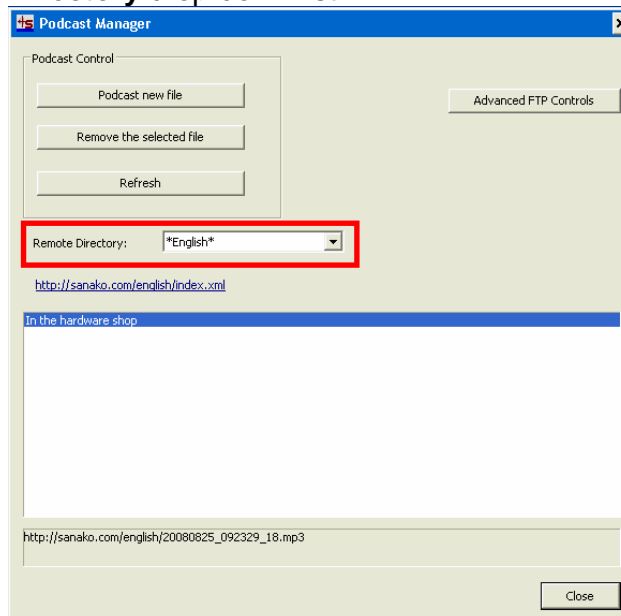 Podcast Manager
Podcast Control
Podcast new file
Advanced FTP Controls
Remove the selected file
Refresh
Remote Directory: *English*
http://sanako.com/english/index.xml
In the hardware shop
http://sanako.com/english/20080825_092329_18.mp3
Close